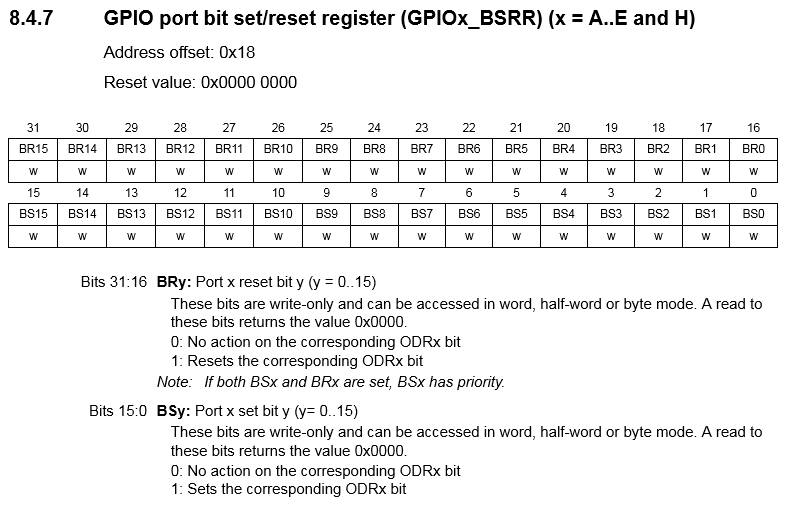 8.4.7 GPIO port bit set/reset register (GPIOx_BSRR) (x = A..E and H)
Address offset: 0x18
Reset value: 0x0000 0000
31 30 29 28 27 26 25 24 23 22 21 20 19 18 17 16
BR15 BR14 BR13 BR12 BR11 BR10 BR9 BR8 BR7 BR6 BR5 BR4 BR3 BR2 BR1 BR0
w w w w w w w w w w w w w w w w
15 14 13 12 11 10 9 8 7 6 5 4 3 2 1 0
BS15 BS14 BS13 BS12 BS11 BS10 BS9 BS8 BS7 BS6 BS5 BS4 BS3 BS2 BS1 BS0
w w w w w w w w w w w w w w w w
Bits 31:16 BRy: Port x reset bit y (y = 0..15)
These bits are write-only and can be accessed in word, half-word or byte mode. A read to
these bits returns the value 0x0000.
0: No action on the corresponding ODRx bit
1: Resets the corresponding ODRx bit
Note: If both BSx and BRx are set, BSx has priority.
Bits 15:0 BSy: Port x set bit y (y= 0..15)
These bits are write-only and can be accessed in word, half-word or byte mode. A read to
these bits returns the value 0x0000.
0: No action on the corresponding ODRx bit
1: Sets the corresponding ODRx bit